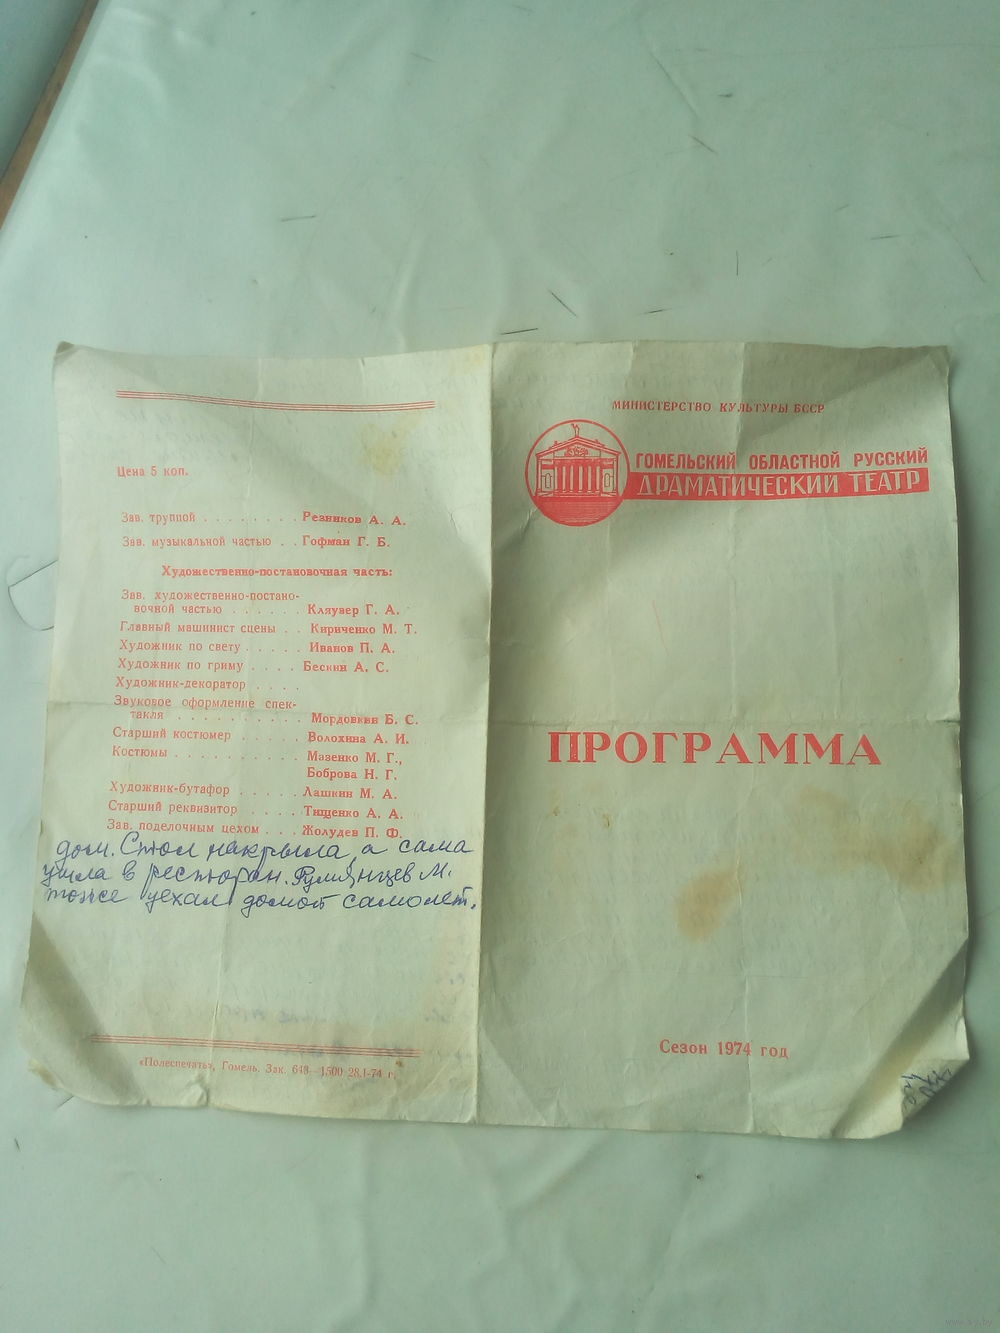 Цена 5 коп.
Зав. труппой . . . . . . . . Резников А. А.
Зав. музыкальной частью . . Гофман Г. Б.
Художественно-постановочная часть:
Зав. художественно-постано-
вочной частью . . . . . . Кляувер Г. А.
Главный машинист сцены . . Кириченко М. Т.
Художник по свету . . . . . Иванов П. А.
Художник по гриму . . . . Бескин А. С.
Художник-декоратор . . . .
Звуковое оформление спек-
такля . . . . . . . . . . . Мордовкин Б. С.
Старший костюмер . . . . . Волохина А. И.
Костюмы . . . . . . . . . . Мазенко М. Г.,
Боброва Н. Г.
Художник-бутафор . . . . . Лашкин М. А.
Старший реквизитор . . . . Тищенко А. А.
Зав. поделочным цехом . . . Жолудев П. Ф.
дом. Стол накрыла, а сама
ушла в ресторан. Румянцев М.
тоже уехал домой самолет.
«Полеспечать», Гомель. Зак. 648—1500 28.1-74 г.
МИНИСТЕРСТВО КУЛЬТУРЫ БССР
ГОМЕЛЬСКИЙ ОБЛАСТНОЙ РУССКИЙ
ДРАМАТИЧЕСКИЙ ТЕАТР
ПРОГРАММА
Сезон 1974 год